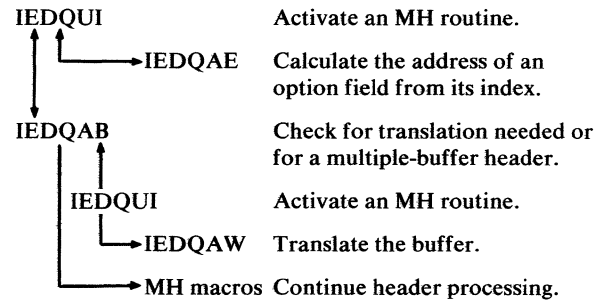 IEDQUI Activate an MH routine.
IEDQAE Calculate the address of an
option field from its index.
IEDQAB Check for translation needed or
for a multiple-buffer header.
IEDQUI Activate an MH routine.
IEDQAW Translate the buffer.
MH macros Continue header processing.